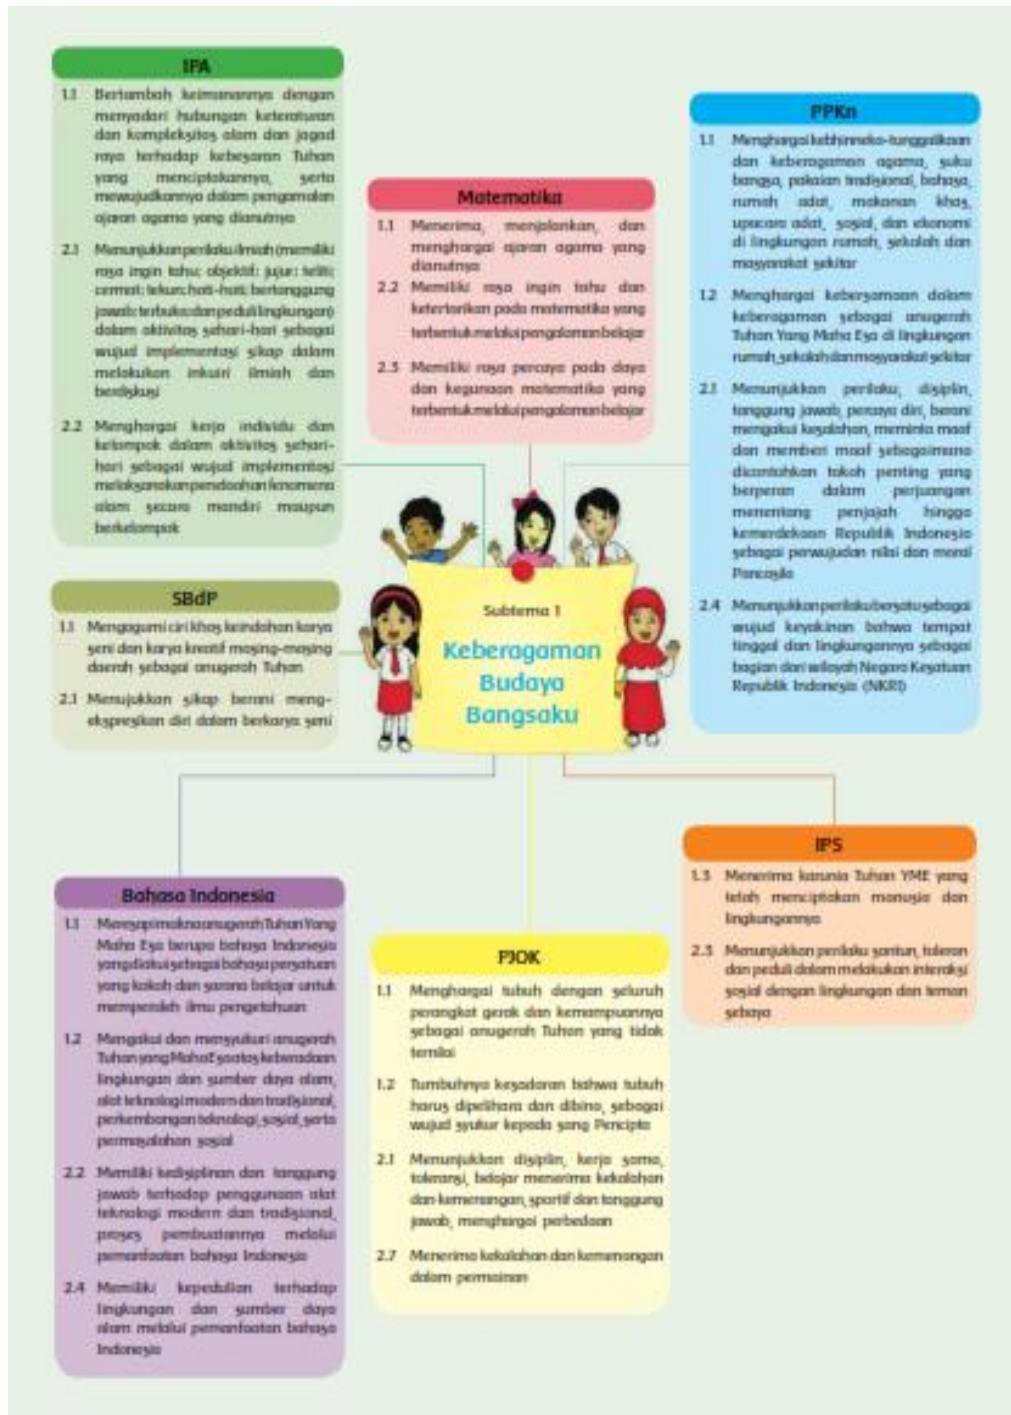 IPA
1.1 Bertambah keimanannya dengan
menyadari hubungan keteraturan
dan kompleksitas alam dan jagad
raya terhadap kebesaran Tuhan
yang menciptakannya, serta
mewujudkannya dalam pengamalan
ajaran agama yang dianutnya
2.1 Menunjukkan perilaku ilmiah (memiliki
rasa ingin tahu; objektif; jujur; teliti;
cermat; tekun; hati-hati; bertanggung
jawab; terbuka; dan peduli lingkungan)
dalam aktivitas sehari-hari sebagai
wujud implementasi sikap dalam
melakukan inkuiri ilmiah dan
berdiskusi
2.2 Menghargai kerja individu dan
kelompok dalam aktivitas sehari-
hari sebagai wujud implementasi
melaksanakan penelaahan fenomena
alam secara mandiri maupun
berkelompok
Matematika
1.1 Menerima, menjalankan, dan
menghargai ajaran agama yang
dianutnya
2.2 Memiliki rasa ingin tahu dan
ketertarikan pada matematika yang
terbentuk melalui pengalaman belajar
2.3 Memiliki rasa percaya pada daya
dan kegunaan matematika yang
terbentuk melalui pengalaman belajar
PPKn
1.1 Menghargai kebhinneka-tunggalikaan
dan keberagaman agama, suku
bangsa, pakaian tradisional, bahasa,
rumah adat, makanan khas,
upacara adat, sosial, dan ekonomi
di lingkungan rumah, sekolah dan
masyarakat sekitar
1.2 Menghargai kebersamaan dalam
keberagaman sebagai anugerah
Tuhan Yang Maha Esa di lingkungan
rumah, sekolah dan masyarakat sekitar
2.1 Menunjukkan perilaku, disiplin,
tanggung jawab, percaya diri, berani
mengakui kesalahan, meminta maaf
dan memberi maaf sebagaimana
dicontohkan tokoh penting yang
berperan dalam perjuangan
menentang penjajah hingga
kemerdekaan Republik Indonesia
sebagai perwujudan nilai dan moral
Pancasila
2.4 Menunjukkan perilaku bersatu sebagai
wujud keyakinan bahwa tempat
tinggal dan lingkungannya sebagai
bagian dari wilayah Negara Kesatuan
Republik Indonesia (NKRI)
SBdP
1.1 Mengagumi ciri khas keindahan karya
seni dan karya kreatif masing-masing
daerah sebagai anugerah Tuhan
2.1 Menujukkan sikap berani meng-
ekspresikan diri dalam berkarya seni
Subtema 1
Keberagaman
Budaya
Bangsaku
Bahasa Indonesia
1.1 Meresapi makna anugerah Tuhan Yang
Maha Esa berupa bahasa Indonesia
yang diakui sebagai bahasa persatuan
yang kokoh dan sarana belajar untuk
memperoleh ilmu pengetahuan
1.2 Mengakui dan mensyukuri anugerah
Tuhan yang Maha Esa atas keberadaan
lingkungan dan sumber daya alam,
alat teknologi modern dan tradisional,
perkembangan teknologi, sosial, serta
permasalahan sosial
2.2 Memiliki kedisiplinan dan tanggung
jawab terhadap penggunaan alat
teknologi modern dan tradisional,
proses pembuatannya melalui
pemanfaatan bahasa Indonesia
2.4 Memiliki kepedulian terhadap
lingkungan dan sumber daya
alam melalui pemanfaatan bahasa
Indonesia
PJOK
1.1 Menghargai tubuh dengan seluruh
perangkat gerak dan kemampuannya
sebagai anugerah Tuhan yang tidak
ternilai
1.2 Tumbuhnya kesadaran bahwa tubuh
harus dipelihara dan dibina, sebagai
wujud syukur kepada sang Pencipta
2.1 Menunjukkan disiplin, kerja sama,
toleransi, belajar menerima kekalahan
dan kemenangan, sportif dan tanggung
jawab, menghargai perbedaan
2.7 Menerima kekalahan dan kemenangan
dalam permainan
IPS
1.3 Menerima karunia Tuhan YME yang
telah menciptakan manusia dan
lingkungannya
2.3 Menunjukkan perilaku santun, toleran
dan peduli dalam melakukan interaksi
sosial dengan lingkungan dan teman
sebaya